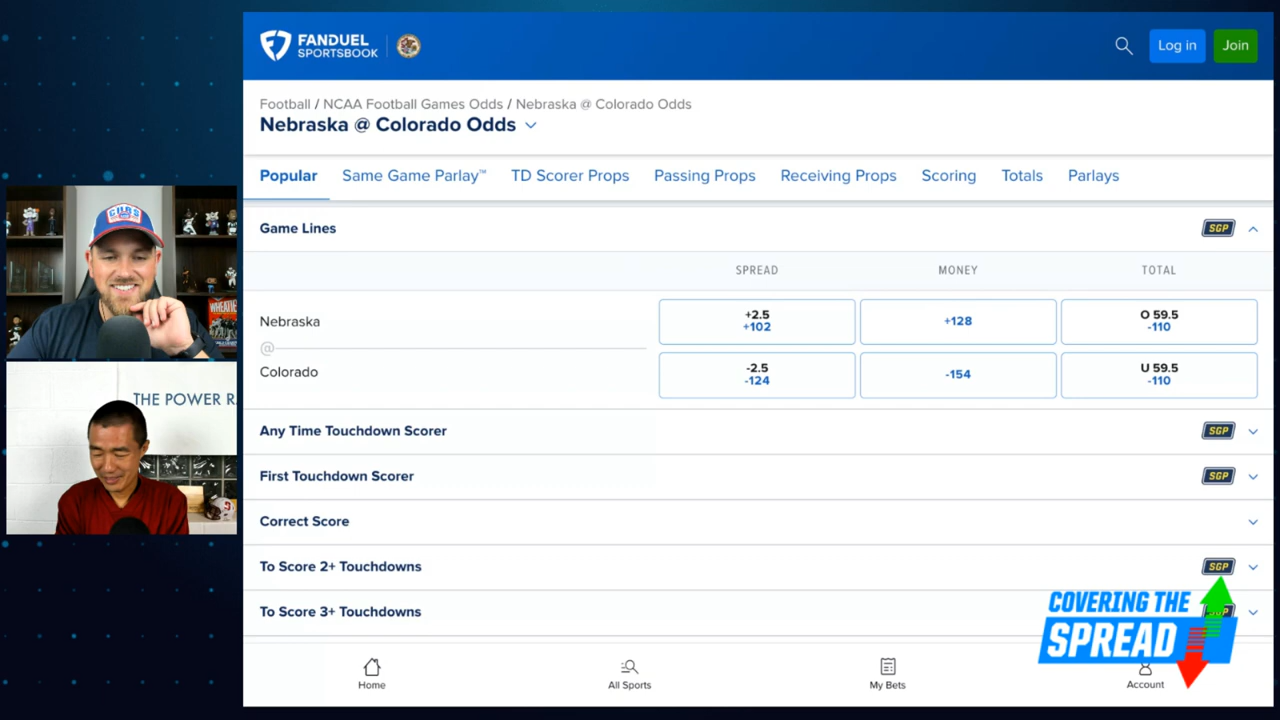 FANDUEL
SPORTSBOOK
Log in
Join
Football / NCAA Football Games Odds / Nebraska @ Colorado Odds
Nebraska @ Colorado Odds
Popular
Same Game Parlay™
TD Scorer Props
Passing Props
Receiving Props
Scoring
Totals
Parlays
Game Lines
SGP
SPREAD
MONEY
TOTAL
Nebraska
+2.5
+102
+128
O 59.5
-110
@
Colorado
-2.5
-124
-154
U 59.5
-110
Any Time Touchdown Scorer
SGP
First Touchdown Scorer
SGP
Correct Score
To Score 2+ Touchdowns
SGP
To Score 3+ Touchdowns
SGP
Home
All Sports
My Bets
Account
COVERING THE
SPREAD
CUBS
WHEATIES
THE POWER R